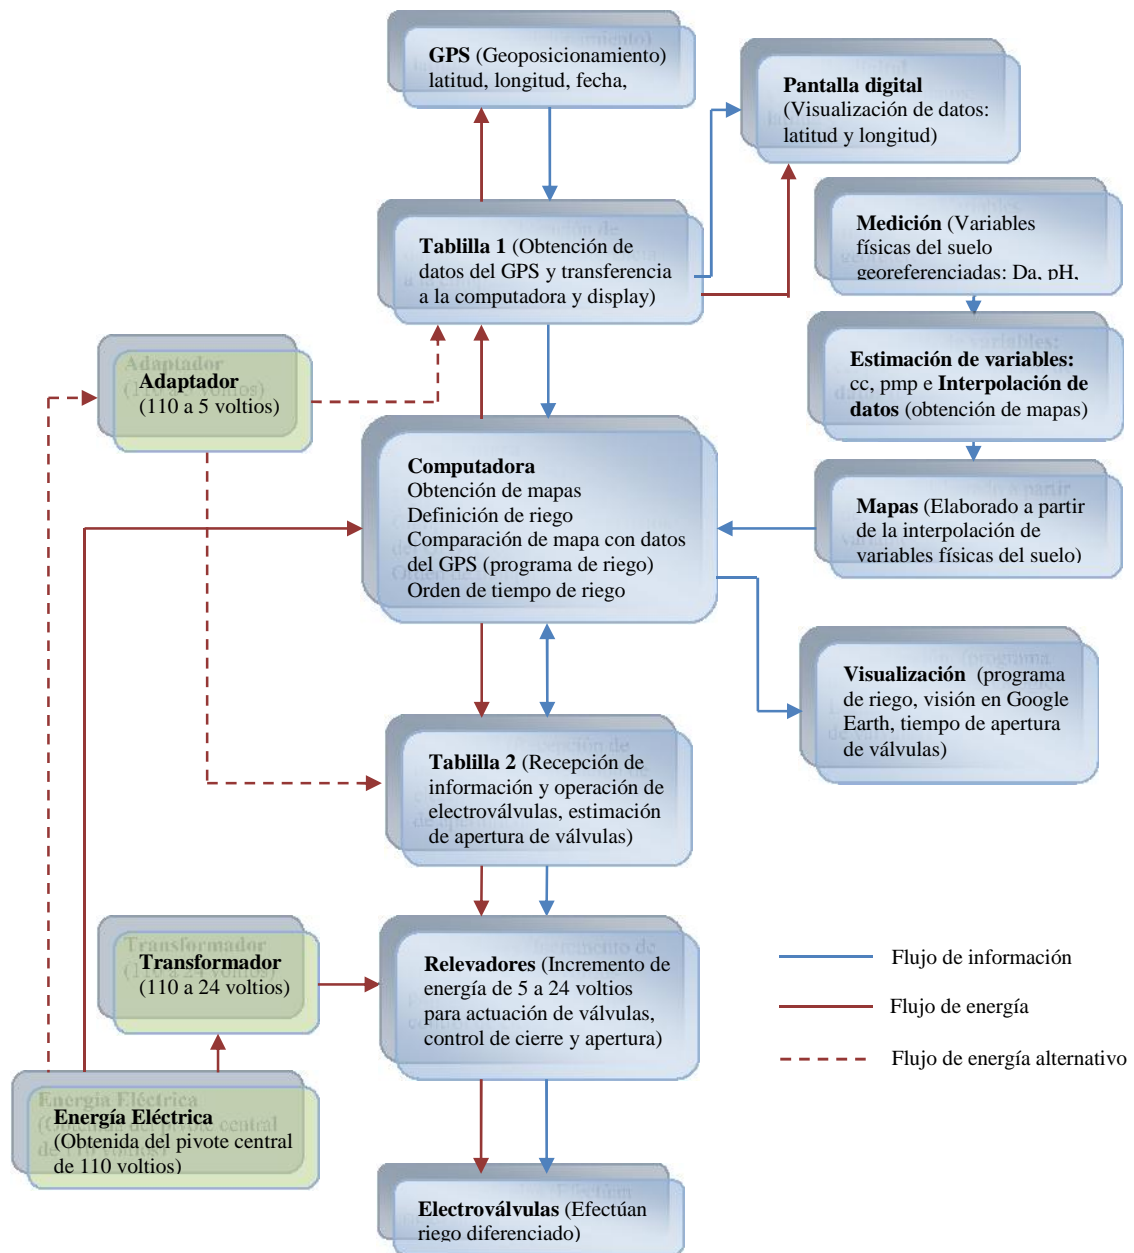 GPS (Geoposicionamiento)
latitud, longitud, fecha,
Pantalla digital
(Visualización de datos:
latitud y longitud)
Tablilla 1 (Obtención de
datos del GPS y transferencia
a la computadora y display)
Medición (Variables
físicas del suelo
georeferenciadas: Da, pH,
Adaptador
(110 a 5 voltios)
Estimación de variables:
cc, pmp e Interpolación de
datos (obtención de mapas)
Computadora
Obtención de mapas
Definición de riego
Comparación de mapa con datos
del GPS (programa de riego)
Orden de tiempo de riego
Mapas (Elaborado a partir
de la interpolación de
variables físicas del suelo)
Visualización (programa
de riego, visión en Google
Earth, tiempo de apertura
de válvulas)
Tablilla 2 (Recepción de
información y operación de
electroválvulas, estimación
de apertura de válvulas)
Transformador
(110 a 24 voltios)
Relevadores (Incremento de
energía de 5 a 24 voltios
para actuación de válvulas,
control de cierre y apertura)
Flujo de información
Flujo de energía
Flujo de energía alternativo
Energía Eléctrica
(Obtenida del pivote central
de 110 voltios)
Electroválvulas (Efectúan
riego diferenciado)